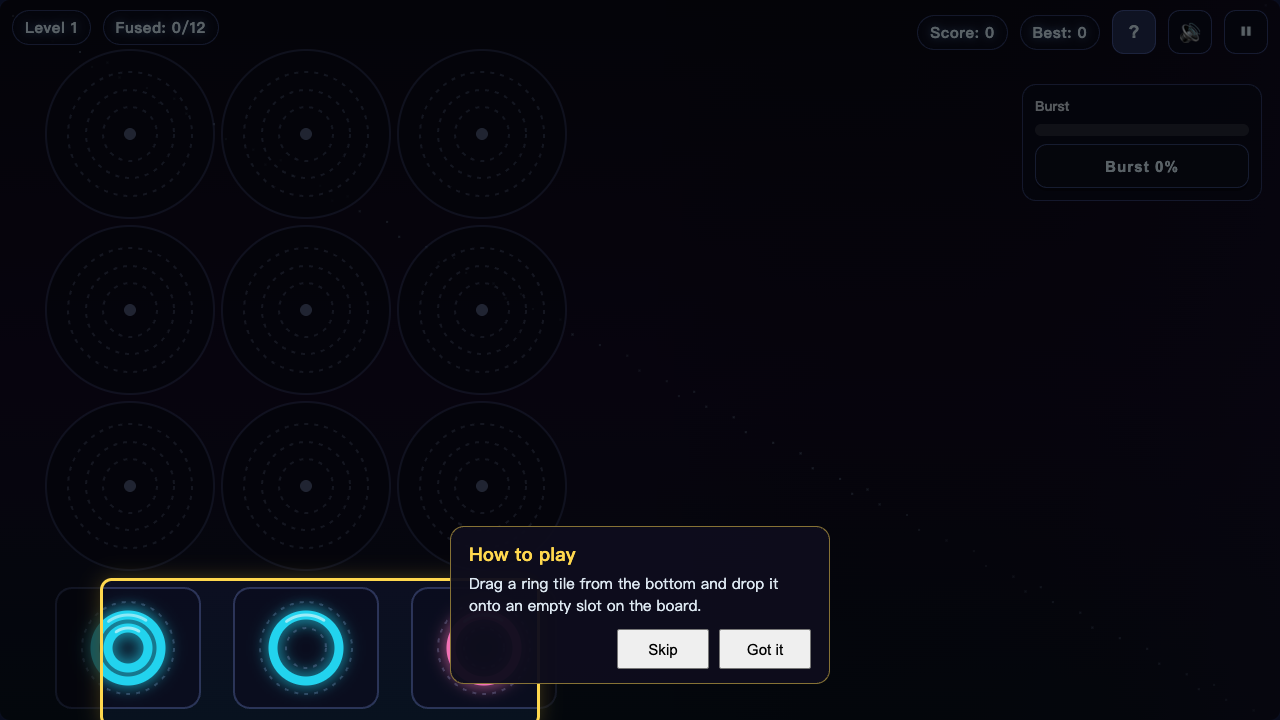 Level 1
Fused: 0/12
Score: 0
Best: 0
?
Burst
Burst 0%
How to play
Drag a ring tile from the bottom and drop it
onto an empty slot on the board.
Skip
Got it